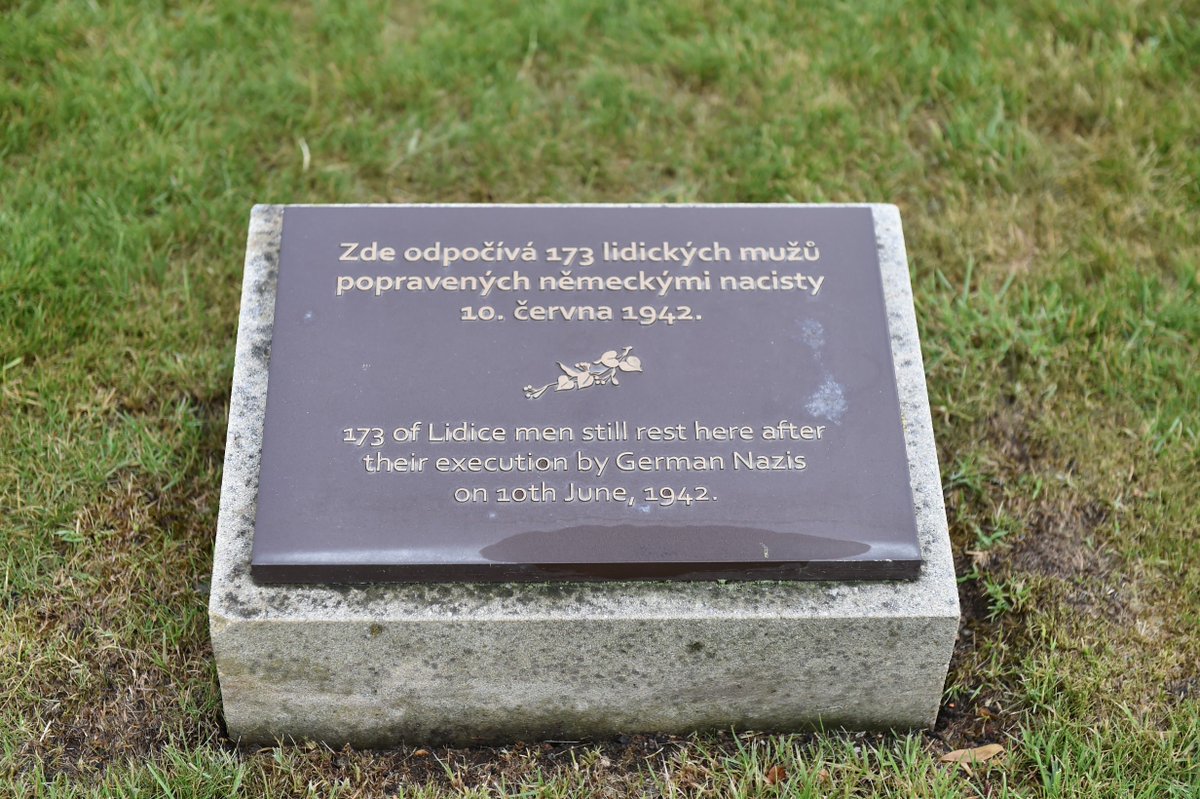 Zde odpočívá 173 lidických mužů
popravených německými nacisty
10. června 1942.
173 of Lidice men still rest here after
their execution by German Nazis
on 10th June, 1942.